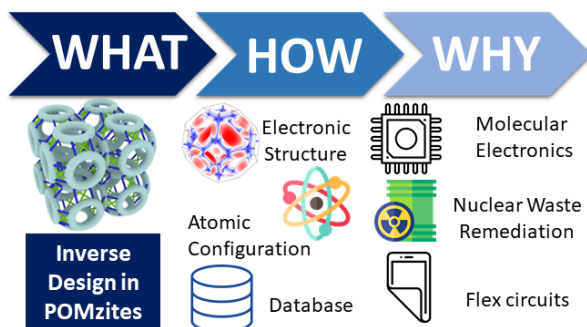 WHAT
HOW
WHY
Inverse
Design in
POMzites
Electronic
Structure
Atomic
Configuration
Database
Molecular
Electronics
Nuclear Waste
Remediation
Flex circuits